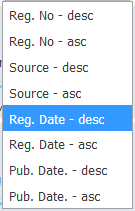 Reg. No - desc
Reg. No - asc
Source - desc
Source - asc
Reg. Date - desc
Reg. Date - asc
Pub. Date. - desc
Pub. Date. - asc